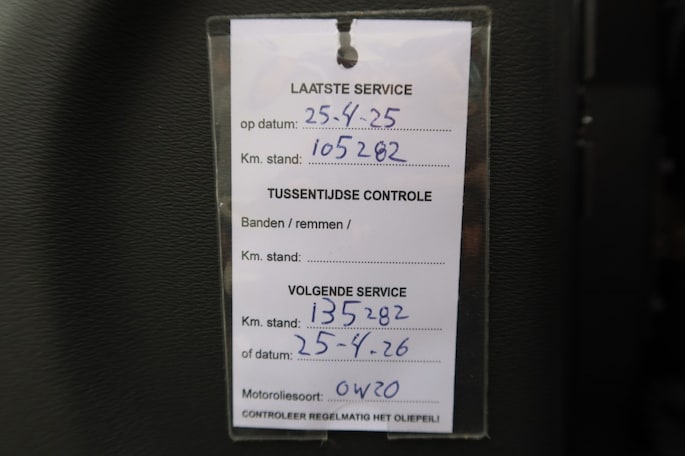 LAATSTE SERVICE
op datum: 25-4-25
Km. stand: 105282
TUSSENTIJDSE CONTROLE
Banden / remmen /
Km. stand:
VOLGENDE SERVICE
Km. stand: 135282
of datum: 25-4-26
Motoroliesoort: 0W20
CONTROLEER REGELMATIG HET OLIEPEIL!